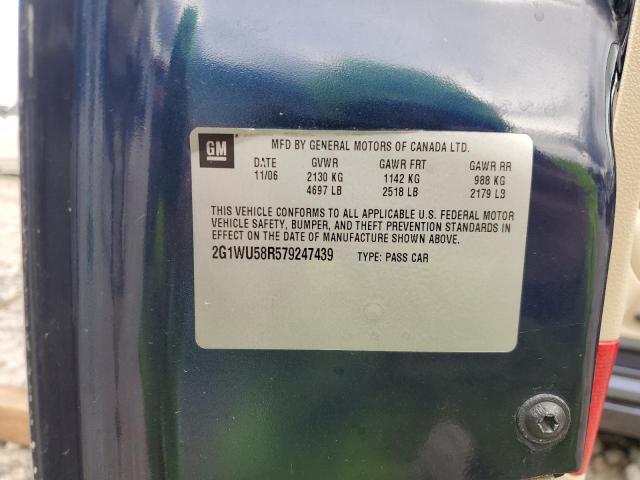 GM
MFD BY GENERAL MOTORS OF CANADA LTD.
DATE GVWR GAWR FRT GAWR RR
11/06 2130 KG 1142 KG 988 KG
4697 LB 2518 LB 2179 LB
THIS VEHICLE CONFORMS TO ALL APPLICABLE U.S. FEDERAL MOTOR
VEHICLE SAFETY, BUMPER, AND THEFT PREVENTION STANDARDS IN
EFFECT ON THE DATE OF MANUFACTURE SHOWN ABOVE.
2G1WU58R579247439 TYPE: PASS CAR